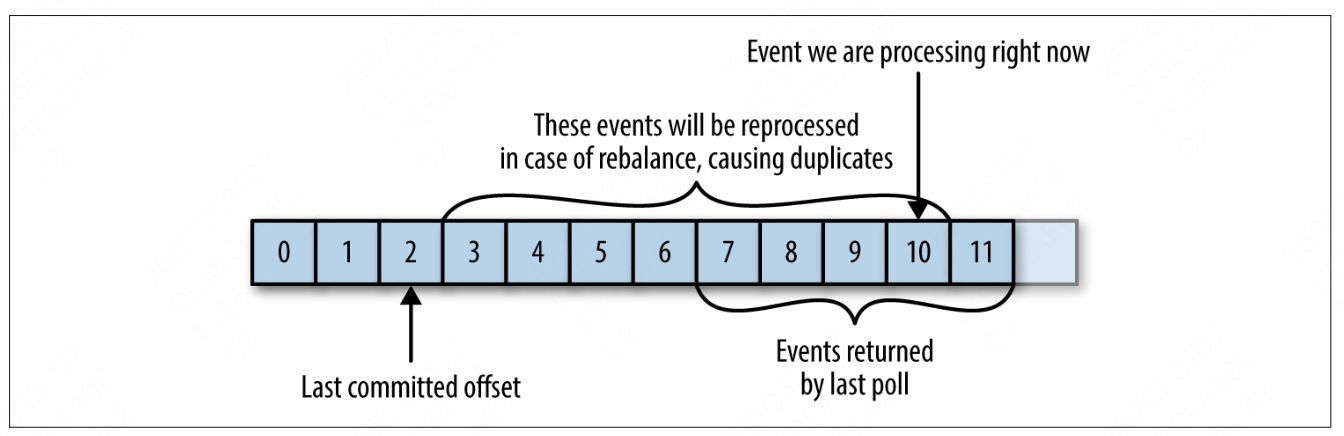 Event we are processing right now
These events will be reprocessed
in case of rebalance, causing duplicates
0 1 2 3 4 5 6 7 8 9 10 11
Last committed offset
Events returned
by last poll